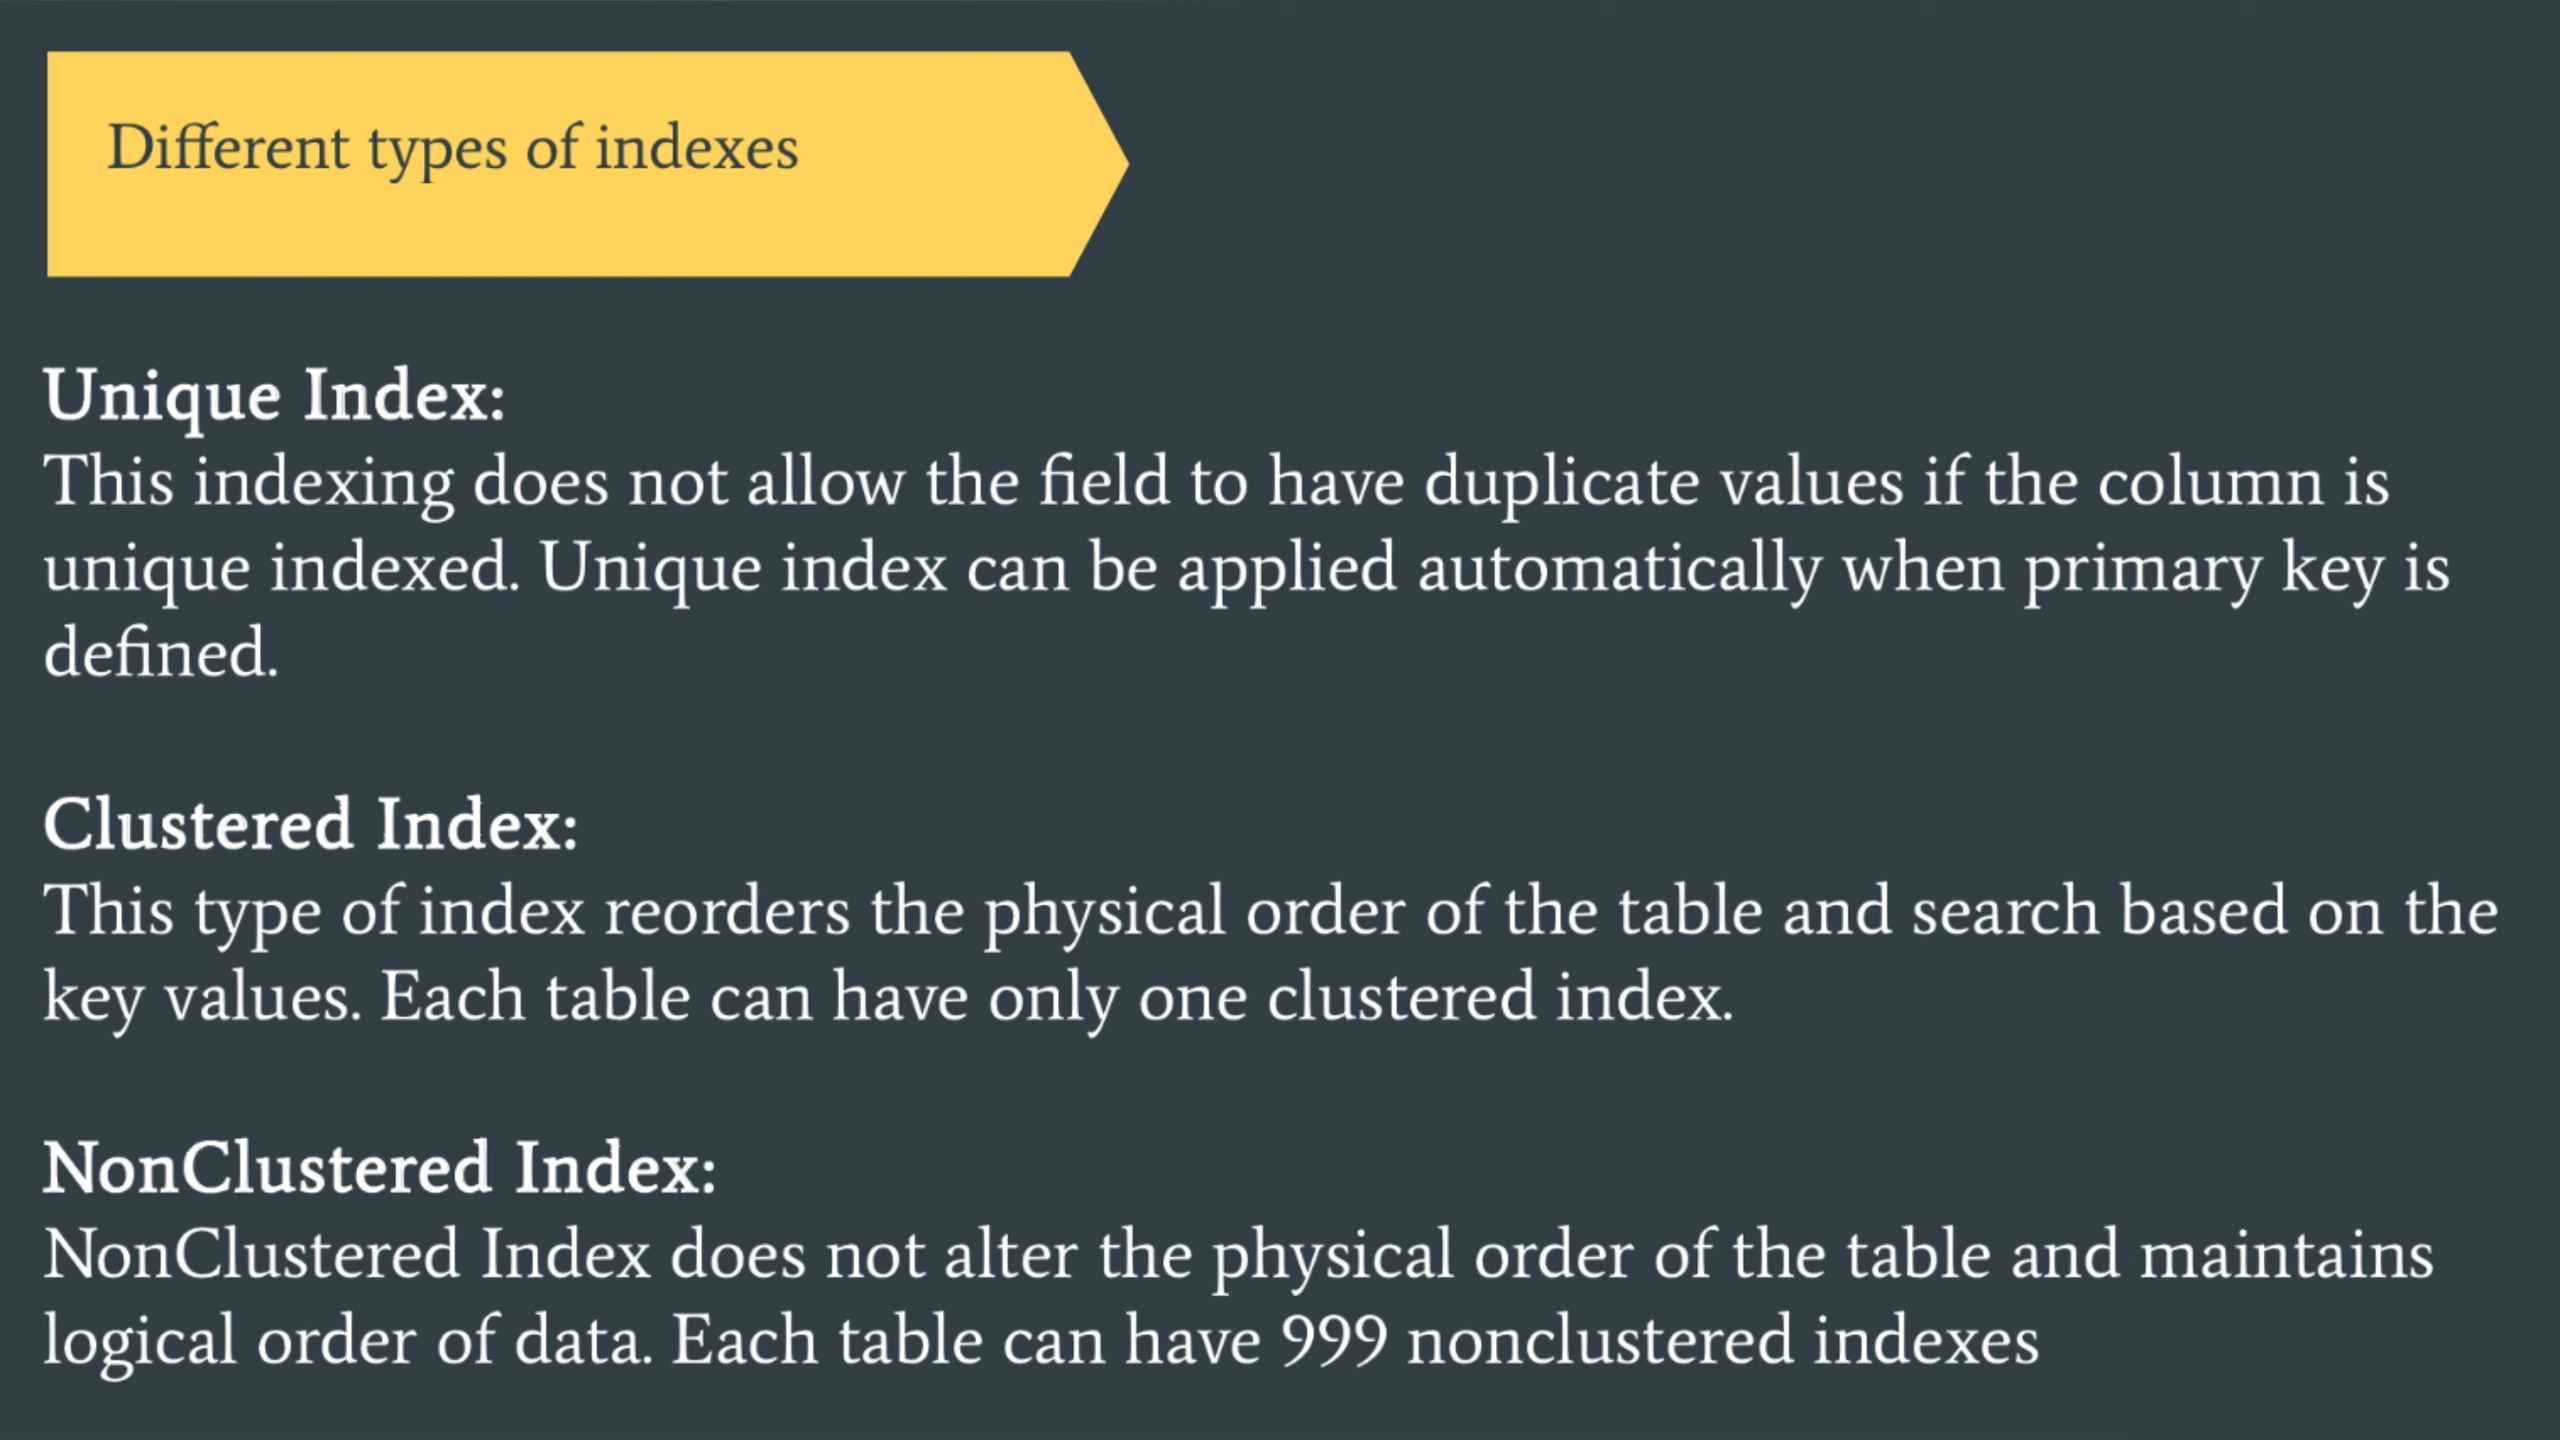 Different types of indexes
Unique Index:
This indexing does not allow the field to have duplicate values if the column is
unique indexed. Unique index can be applied automatically when primary key is
defined.
Clustered Index:
This type of index reorders the physical order of the table and search based on the
key values. Each table can have only one clustered index.
NonClustered Index:
NonClustered Index does not alter the physical order of the table and maintains
logical order of data. Each table can have 999 nonclustered indexes